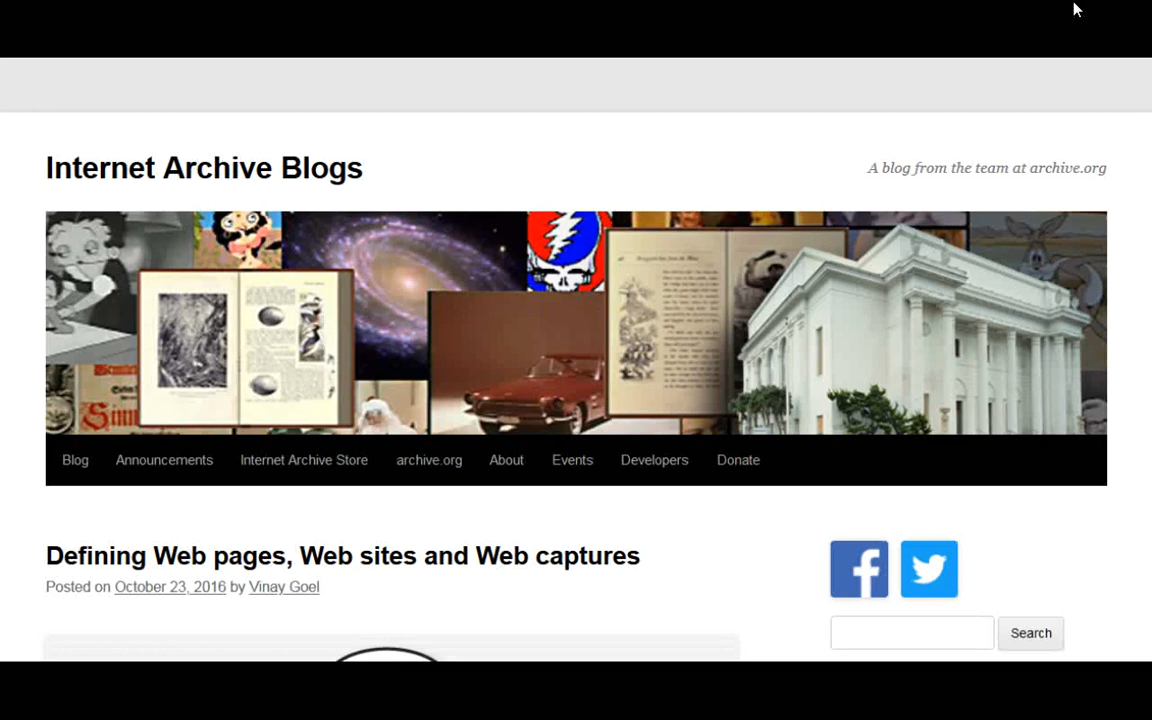 Internet Archive Blogs
A blog from the team at archive.org
Blog Announcements Internet Archive Store archive.org About Events Developers Donate
Defining Web pages, Web sites and Web captures
Posted on October 23, 2016 by Vinay Goel
Search